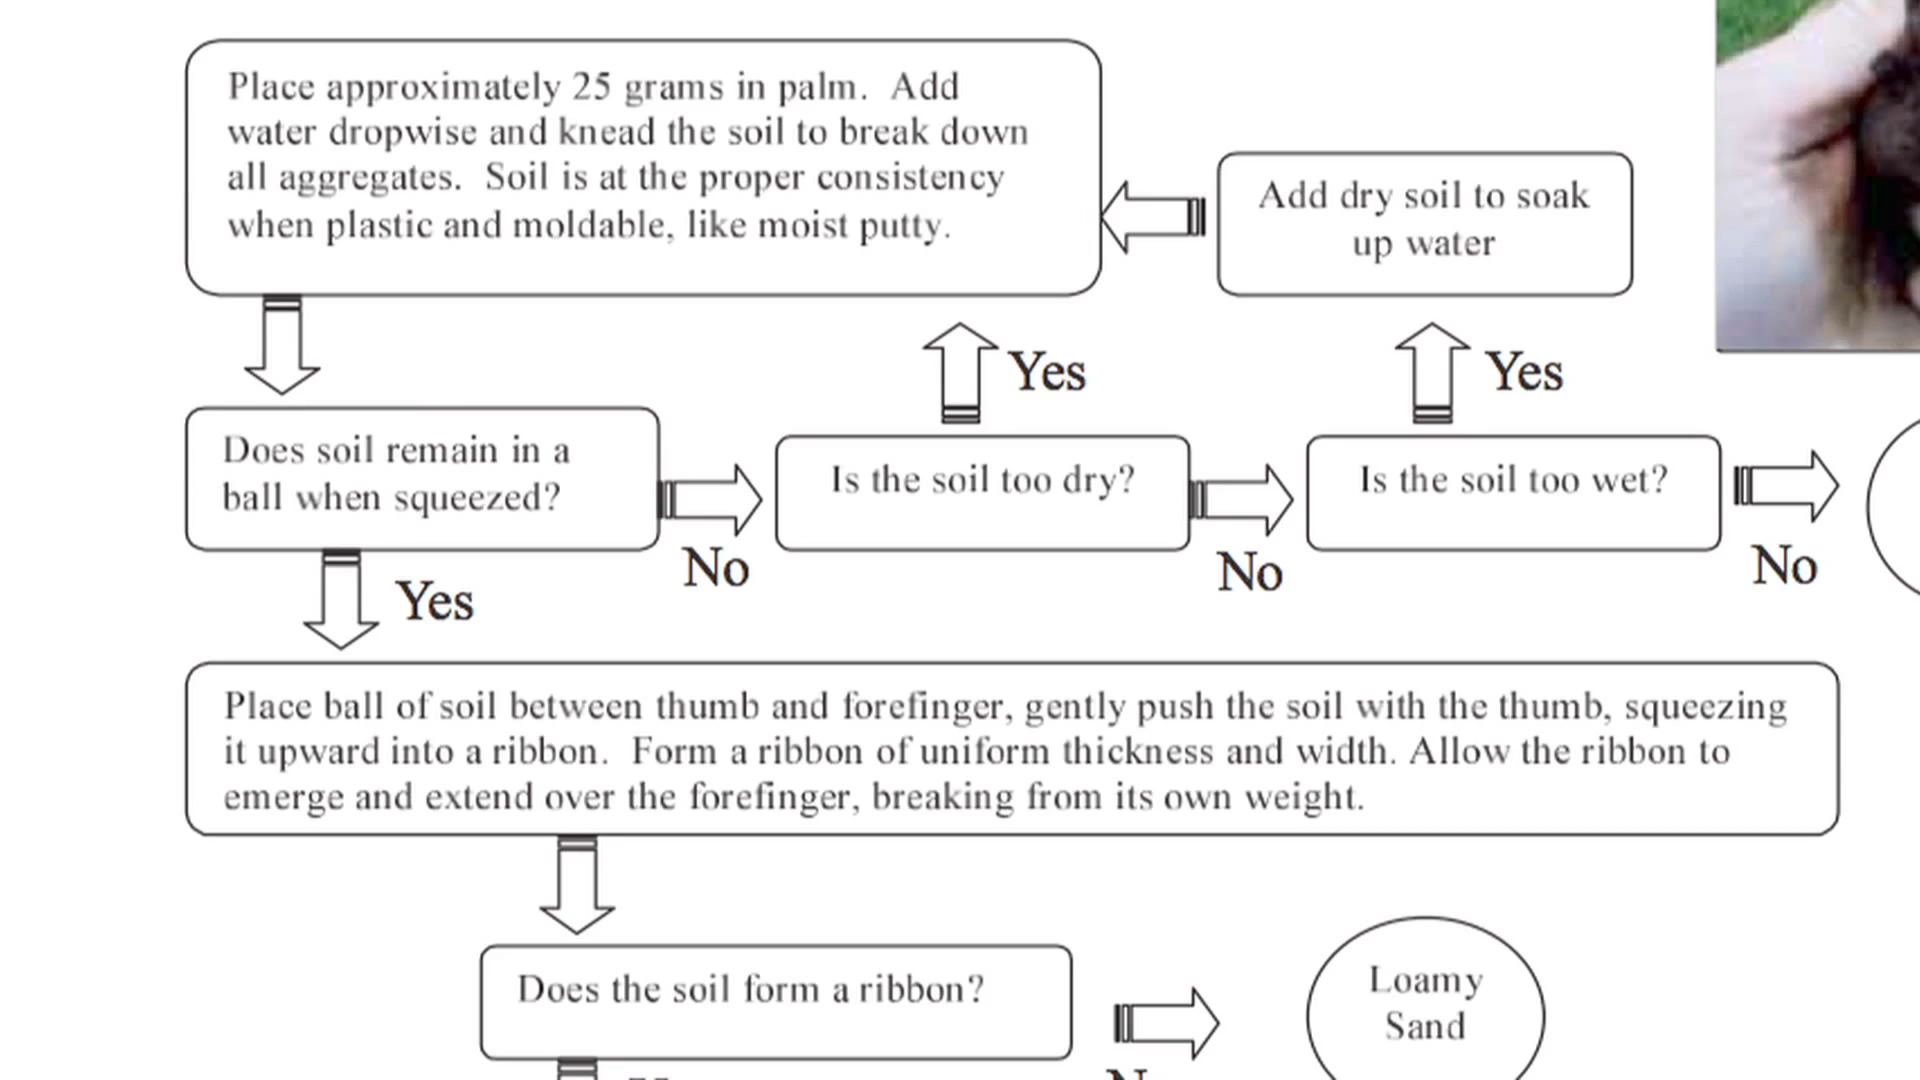 Place approximately 25 grams in palm. Add
water dropwise and knead the soil to break down
all aggregates. Soil is at the proper consistency
when plastic and moldable, like moist putty.
Add dry soil to soak
up water
Yes
Yes
Does soil remain in a
ball when squeezed?
Is the soil too dry?
Is the soil too wet?
No
No
No
Yes
Place ball of soil between thumb and forefinger, gently push the soil with the thumb, squeezing
it upward into a ribbon. Form a ribbon of uniform thickness and width. Allow the ribbon to
emerge and extend over the forefinger, breaking from its own weight.
Does the soil form a ribbon?
Loamy
Sand